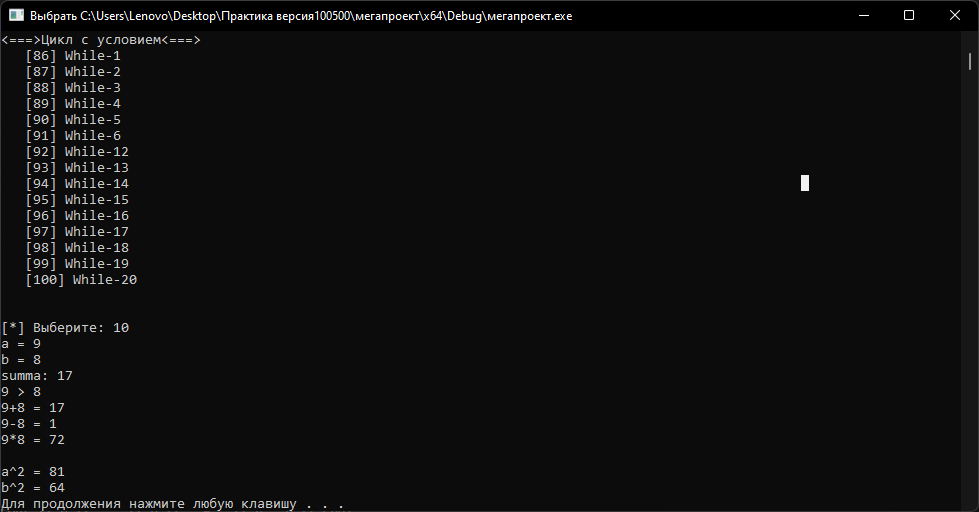 Выбрать C:\Users\Lenovo\Desktop\Практика версия100500\мегапроект\x64\Debug\мегапроект.exe
<===>Цикл с условием<===>
[86] While-1
[87] While-2
[88] While-3
[89] While-4
[90] While-5
[91] While-6
[92] While-12
[93] While-13
[94] While-14
[95] While-15
[96] While-16
[97] While-17
[98] While-18
[99] While-19
[100] While-20
[*] Выберите: 10
a = 9
b = 8
summa: 17
9 > 8
9+8 = 17
9-8 = 1
9*8 = 72
a^2 = 81
b^2 = 64
Для продолжения нажмите любую клавишу . . .